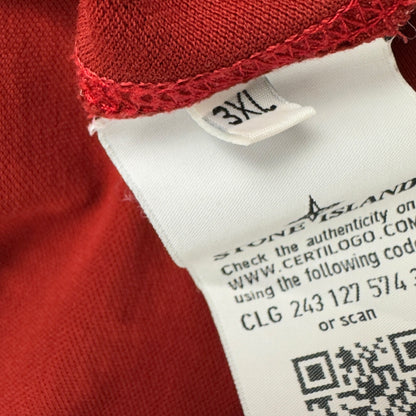 3XL
STONE ISLAND
Check the authenticity on
WWW.CERTILOGO.COM
using the following code
CLG 243 127 574
or scan